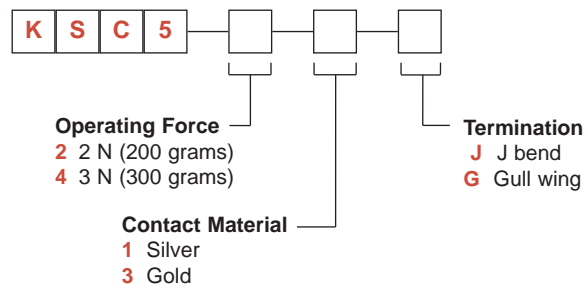 K S C 5
Operating Force
2 2 N (200 grams)
4 3 N (300 grams)
Contact Material
1 Silver
3 Gold
Termination
J J bend
G Gull wing